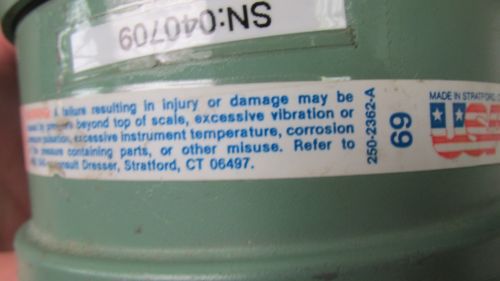 SN:040709
A failure resulting in injury or damage may be
beyond top of scale, excessive vibration or
excessive instrument temperature, corrosion
pressure containing parts, or other misuse. Refer to
Dresser, Stratford, CT 06497.
250-2362-A
69
MADE IN STRATFORD
USA